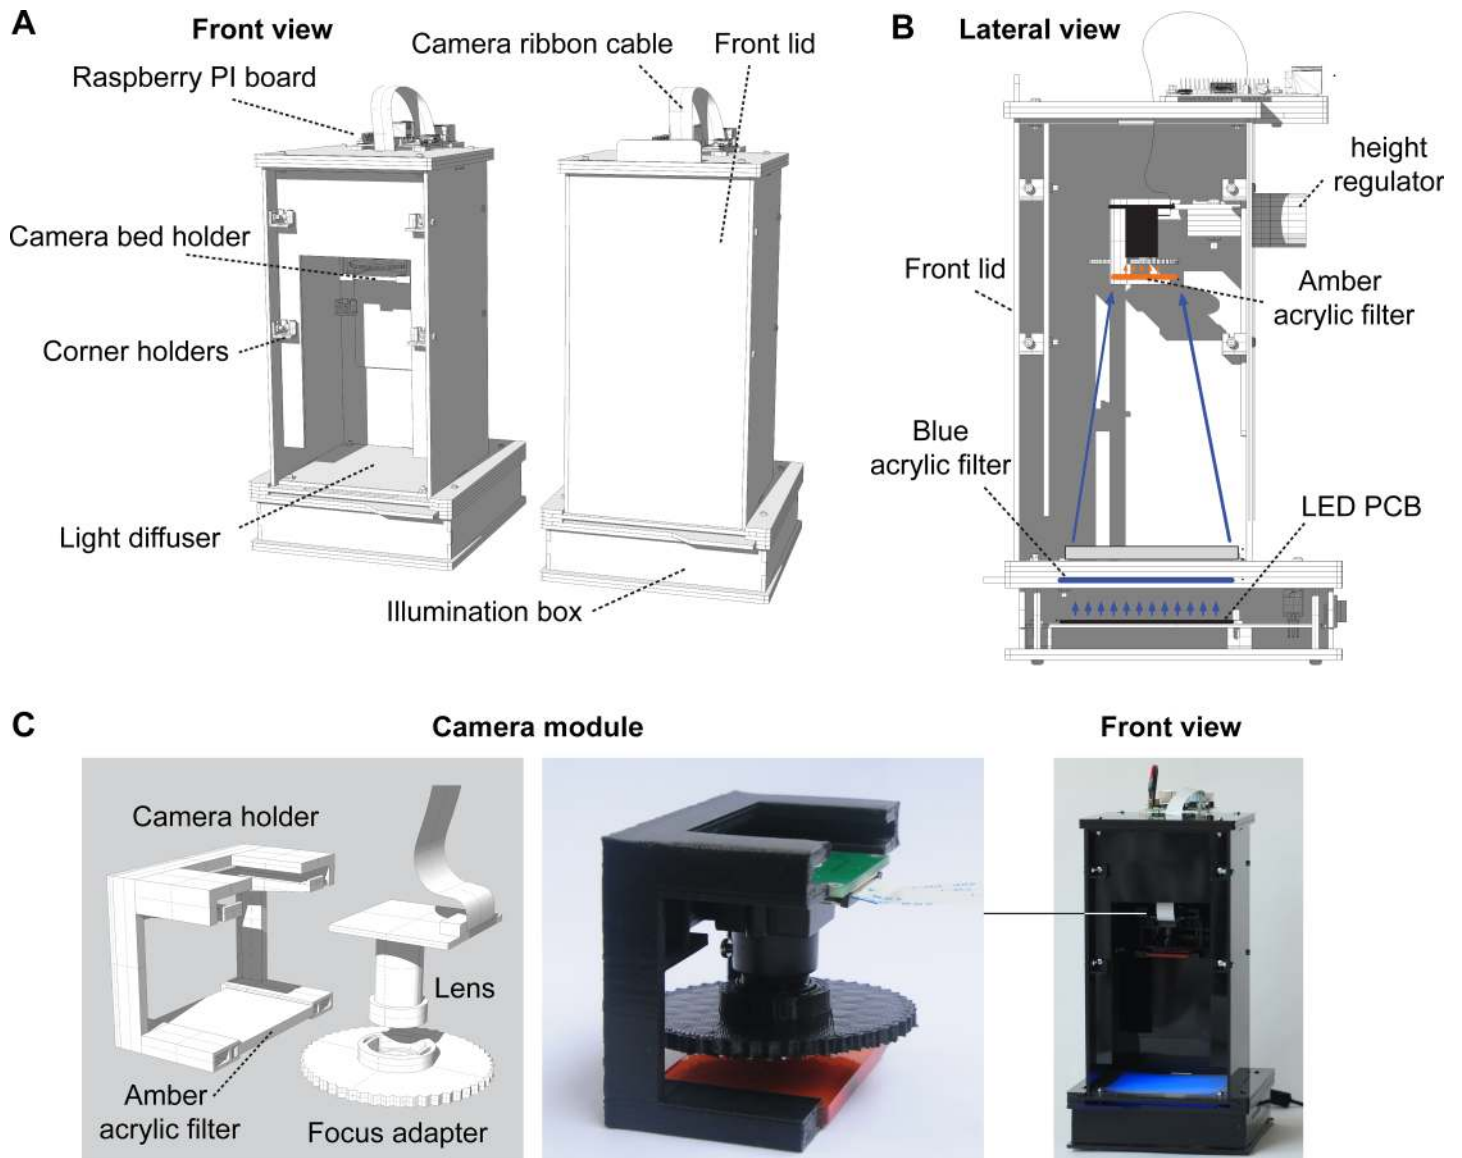 A
Front view
Camera ribbon cable
Front lid
Raspberry PI board
Camera bed holder
Corner holders
Light diffuser
Illumination box
B
Lateral view
height
regulator
Front lid
Amber
acrylic filter
Blue
acrylic filter
LED PCB
C
Camera module
Front view
Camera holder
Lens
Amber
acrylic filter
Focus adapter